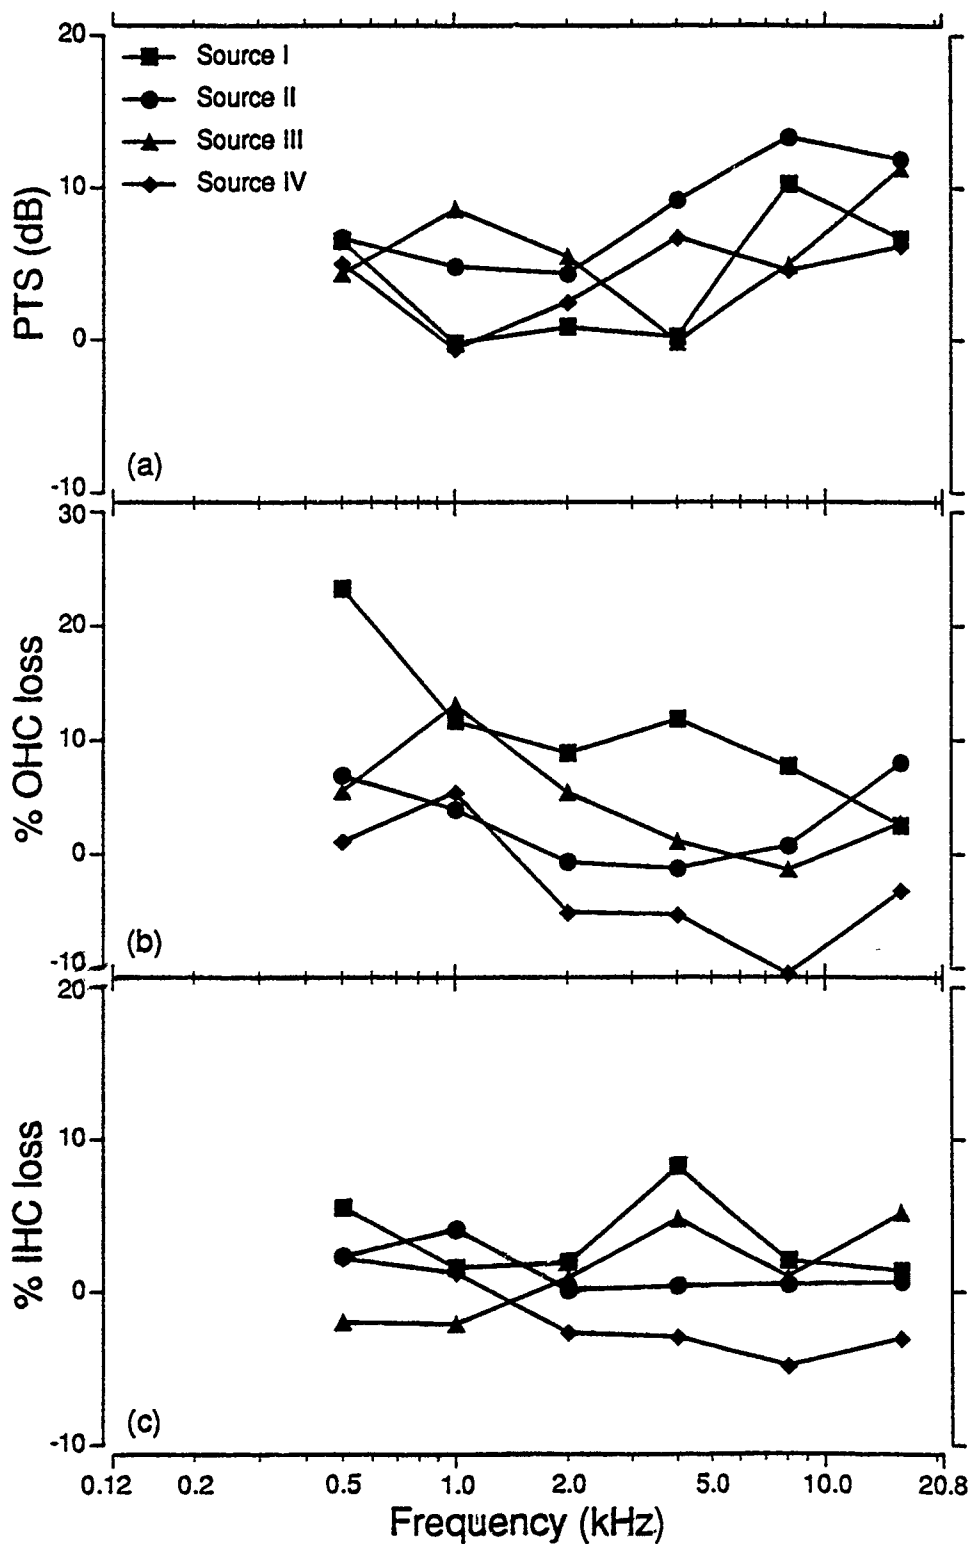 20
Source I
Source II
Source III
Source IV
10
PTS (dB)
0
(a)
-10
30
20
% OHC loss
10
0
(b)
-10
20
10
% IHC loss
0
(c)
-10
0.12 0.2 0.5 1.0 2.0 5.0 10.0 20.8
Frequency (kHz)